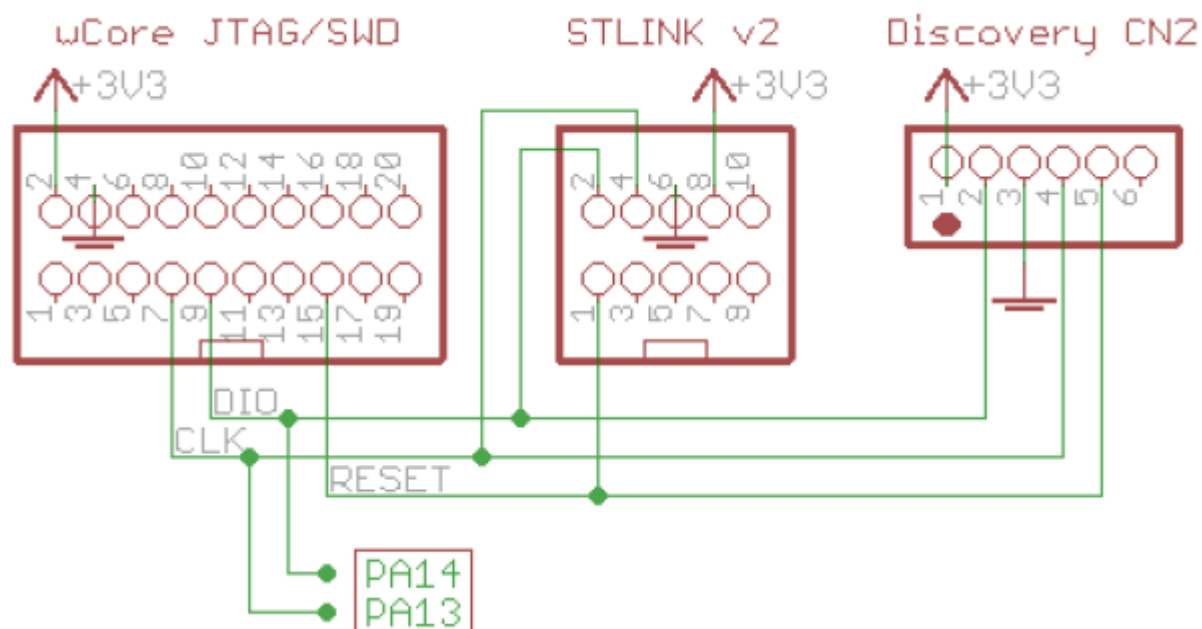 wCore JTAG/SWD
STLINK v2
Discovery CN2
+3V3
+3V3
+3V3
2 4 6 8 10 12 14 16 18 20
2 4 6 8 10
1 2 3 4 5 6
1 3 5 7 9 11 13 15 17 19
1 3 5 7 9
DIO
CLK
RESET
PA14
PA13